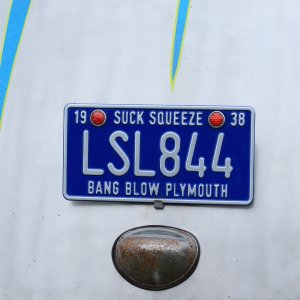 19 SUCK SQUEEZE 38
LSL844
BANG BLOW PLYMOUTH